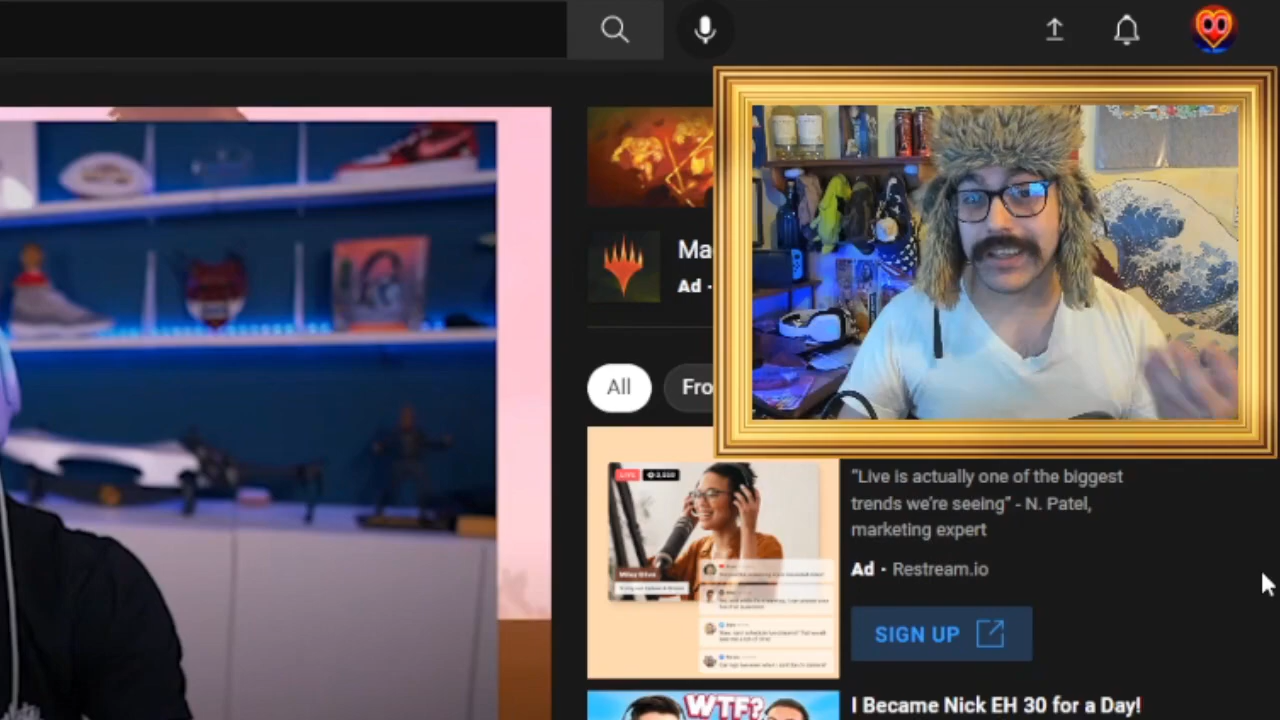 Ma
Ad ·
All
Fro
LIVE
"Live is actually one of the biggest
trends we're seeing" - N. Patel,
marketing expert
Ad · Restream.io
SIGN UP
WTF?
I Became Nick EH 30 for a Day!